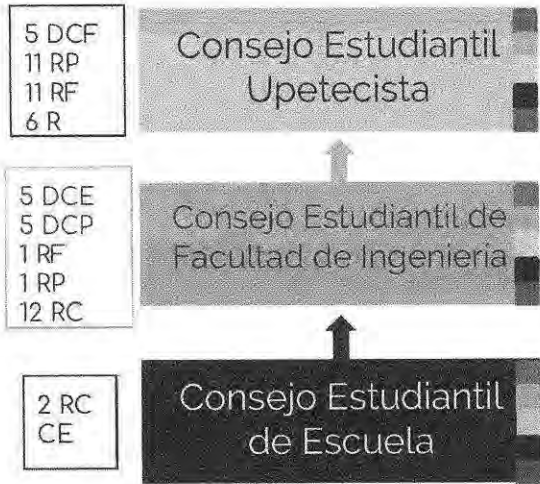 5 DCF
11 RP
11 RF
6 R
Consejo Estudiantil
Upetecista
5 DCE
5 DCP
1 RF
1 RP
12 RC
Consejo Estudiantil de
Facultad de Ingenieria
2 RC
CE
Consejo Estudiantil
de Escuela